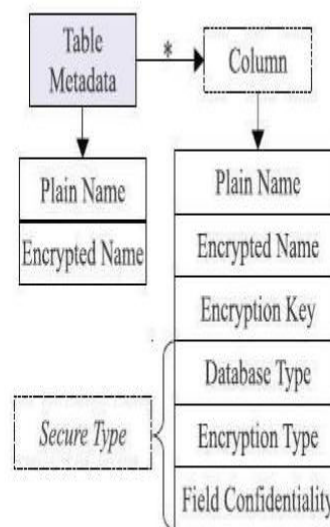 Table
Metadata
*
Column
Plain Name
Encrypted Name
Plain Name
Encrypted Name
Encryption Key
Database Type
Encryption Type
Field Confidentiality
Secure Type